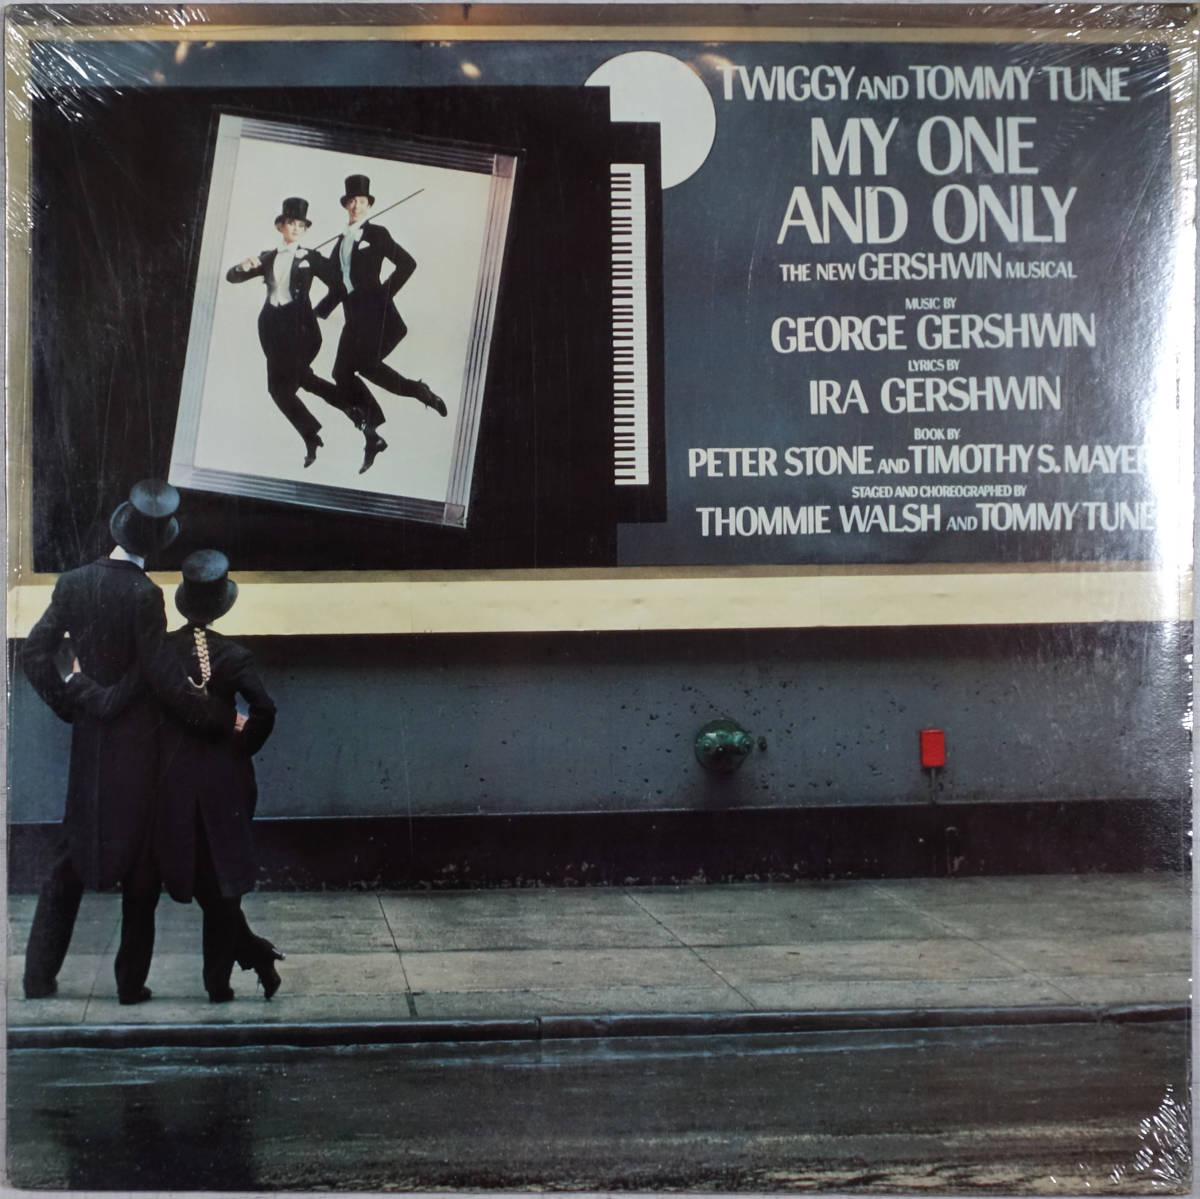 TWIGGY AND TOMMY TUNE
MY ONE
AND ONLY
THE NEW GERSHWIN MUSICAL
MUSIC BY
GEORGE GERSHWIN
LYRICS BY
IRA GERSHWIN
BOOK BY
PETER STONE AND TIMOTHY S. MAYER
STAGED AND CHOREOGRAPHED BY
THOMMIE WALSH AND TOMMY TUNE